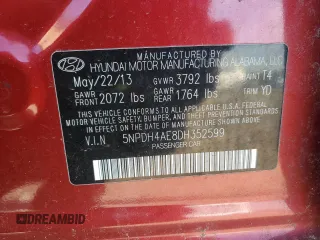 MANUFACTURED BY
HYUNDAI MOTOR MANUFACTURING ALABAMA, LLC
May/22/13 GVWR 3792 lbs PAINT T4
GAWR FRONT 2072 lbs GAWR REAR 1764 lbs TRIM YD
THIS VEHICLE CONFORMS TO ALL APPLICABLE
U.S. FEDERAL MOTOR VEHICLE SAFETY, BUMPER,
AND THEFT PREVENTION STANDARDS IN EFFECT ON
THE DATE OF MANUFACTURE SHOWN ABOVE.
V.I.N 5NPDH4AE8DH352599
PASSENGER CAR
DREAMBID